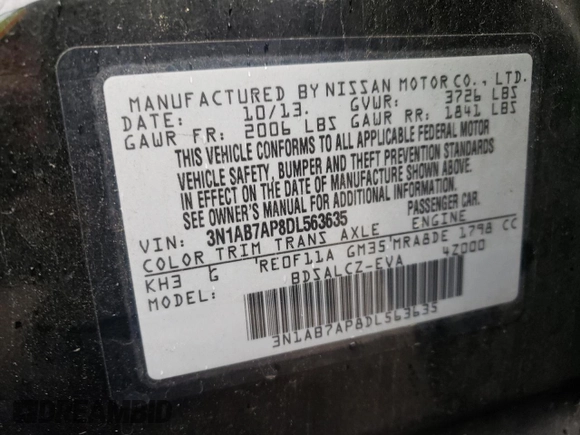 MANUFACTURED BY NISSAN MOTOR CO., LTD.
DATE: 10/13. GVWR: 3726 LBS
GAWR FR: 2006 LBS GAWR RR: 1841 LBS
THIS VEHICLE CONFORMS TO ALL APPLICABLE FEDERAL MOTOR
VEHICLE SAFETY, BUMPER AND THEFT PREVENTION STANDARDS
IN EFFECT ON THE DATE OF MANUFACTURE SHOWN ABOVE.
SEE OWNER'S MANUAL FOR ADDITIONAL INFORMATION.
VIN: 3N1AB7AP8DL563635 PASSENGER CAR.
COLOR TRIM TRANS AXLE ENGINE
KH3 G 'RE0F11A GM35'MRA8DE 1798 CC
MODEL: BDSALCZ-EVA 4Z000
3N1AB7AP8DL563635
DREAMBID